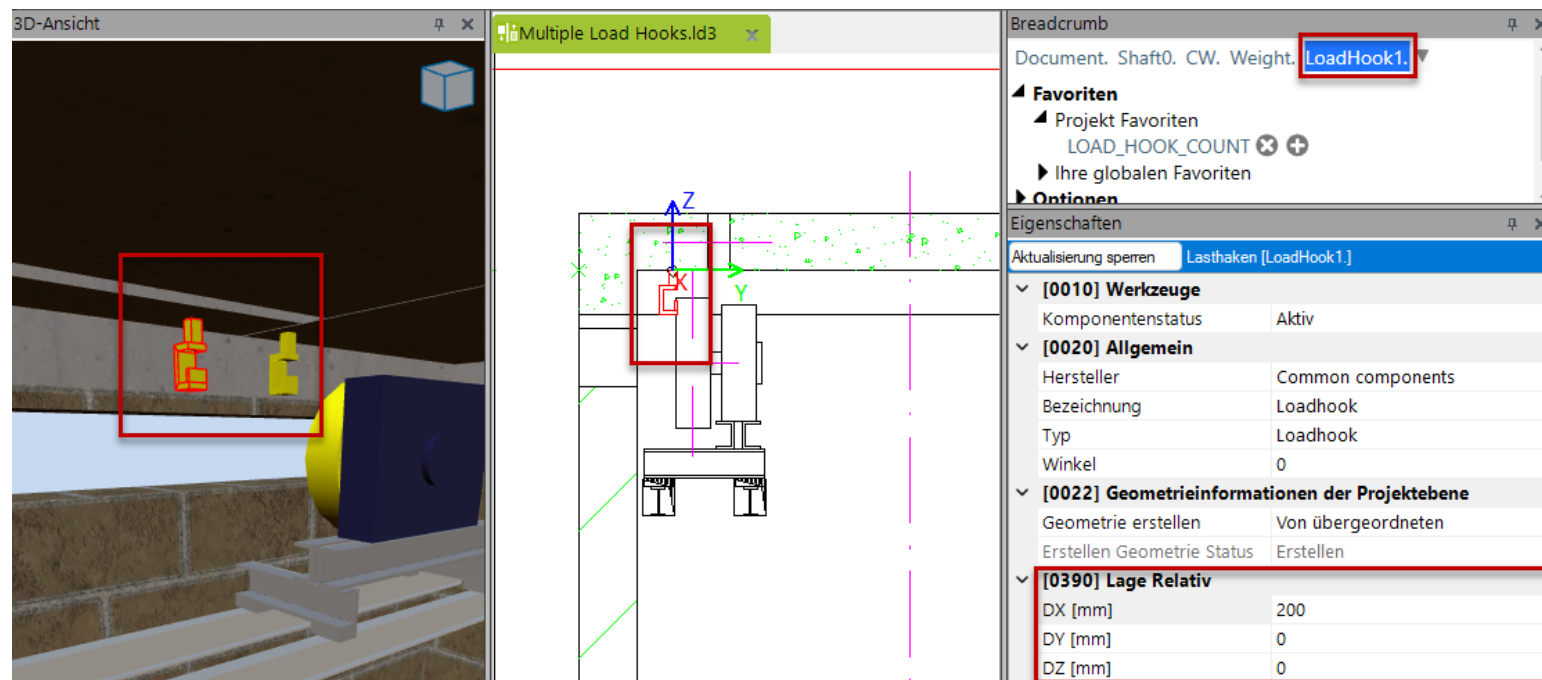 3D-Ansicht
Multiple Load Hooks.ld3
Z
X
Y
Breadcrumb
Document. Shaft0. CW. Weight. LoadHook1.
Favoriten
Projekt Favoriten
LOAD_HOOK_COUNT
Ihre globalen Favoriten
Optionen
Eigenschaften
Aktualisierung sperren Lasthaken [LoadHook1.]
[0010] Werkzeuge
Komponentenstatus Aktiv
[0020] Allgemein
Hersteller Common components
Bezeichnung Loadhook
Typ Loadhook
Winkel 0
[0022] Geometrieinformationen der Projektebene
Geometrie erstellen Von übergeordneten
Erstellen Geometrie Status Erstellen
[0390] Lage Relativ
DX [mm] 200
DY [mm] 0
DZ [mm] 0